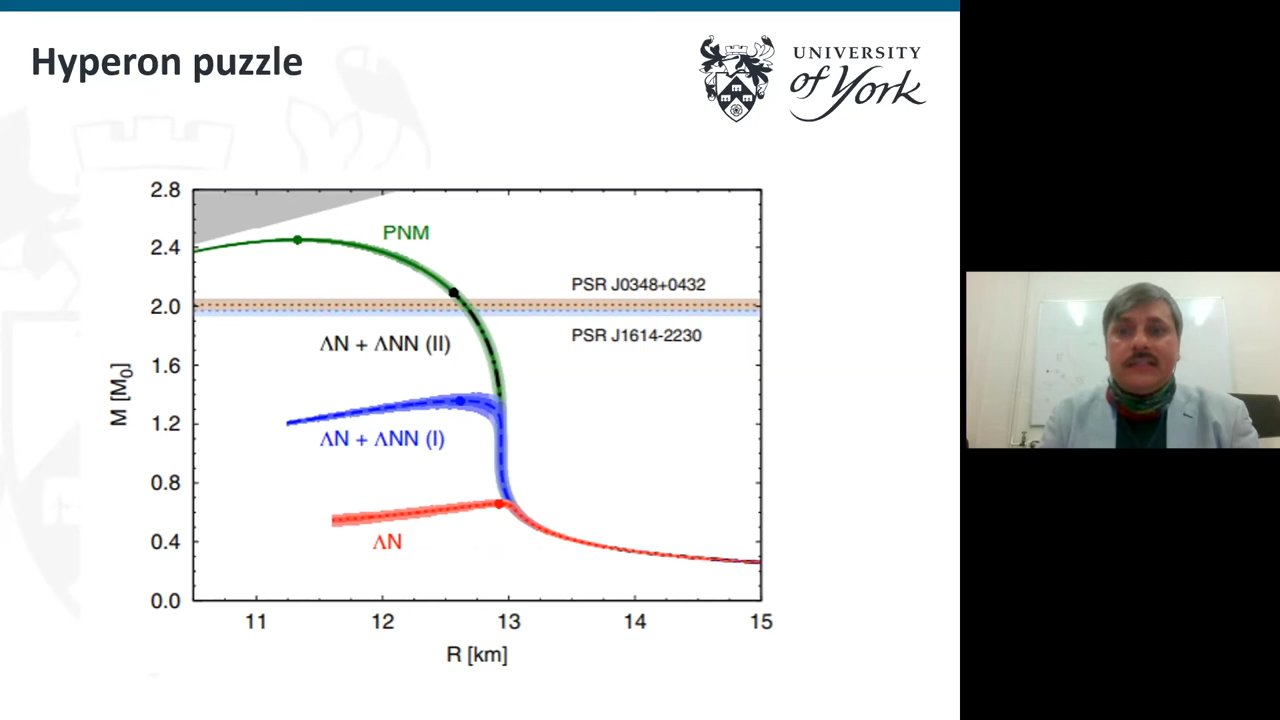 Hyperon puzzle
UNIVERSITY
of York
2.8
2.4
2.0
1.6
1.2
0.8
0.4
0.0
M [M₀]
PNM
PSR J0348+0432
PSR J1614-2230
ΛN + ΛNN (II)
ΛN + ΛNN (I)
ΛN
11
12
13
14
15
R [km]